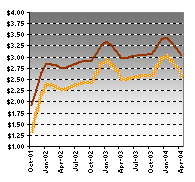 $4.00
$3.75
$3.50
$3.25
$3.00
$2.75
$2.50
$2.25
$2.00
$1.75
$1.50
$1.25
$1.00
Oct-01
Jan-02
Apr-02
Jul-02
Oct-02
Jan-03
Apr-03
Jul-03
Oct-03
Jan-04
Apr-04